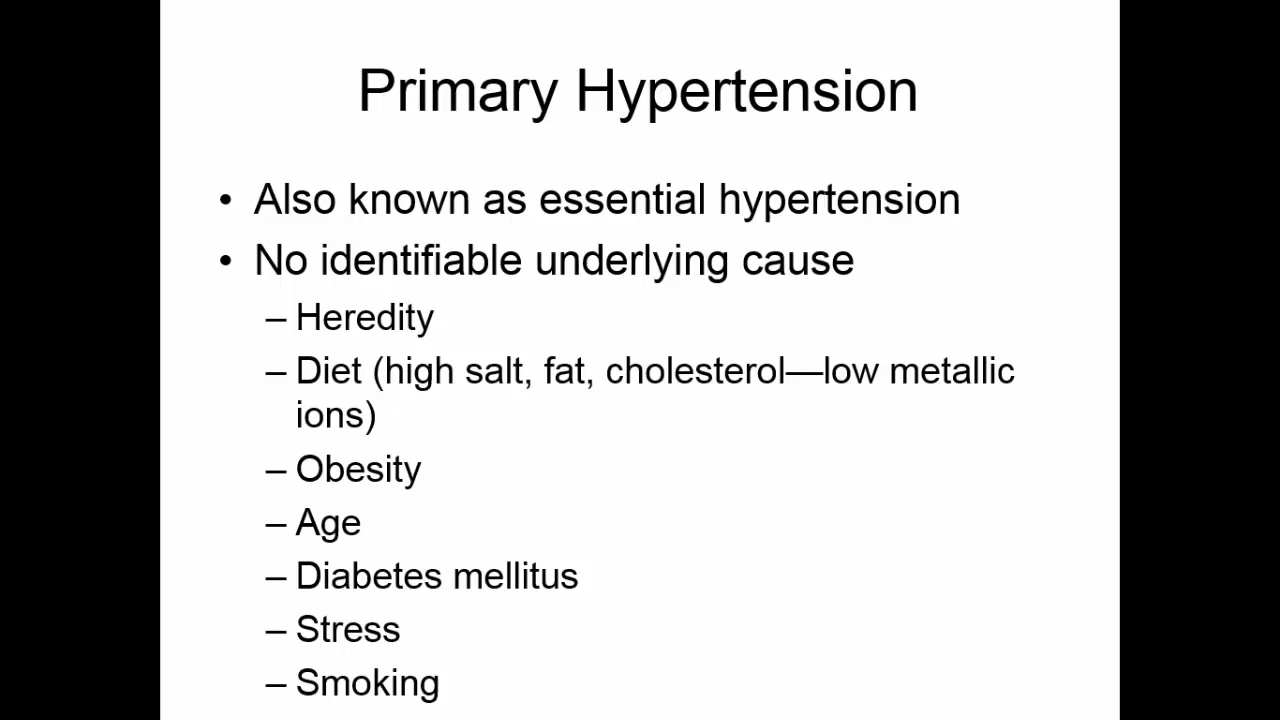 Primary Hypertension
• Also known as essential hypertension
• No identifiable underlying cause
– Heredity
– Diet (high salt, fat, cholesterol—low metallic
ions)
– Obesity
– Age
– Diabetes mellitus
– Stress
– Smoking